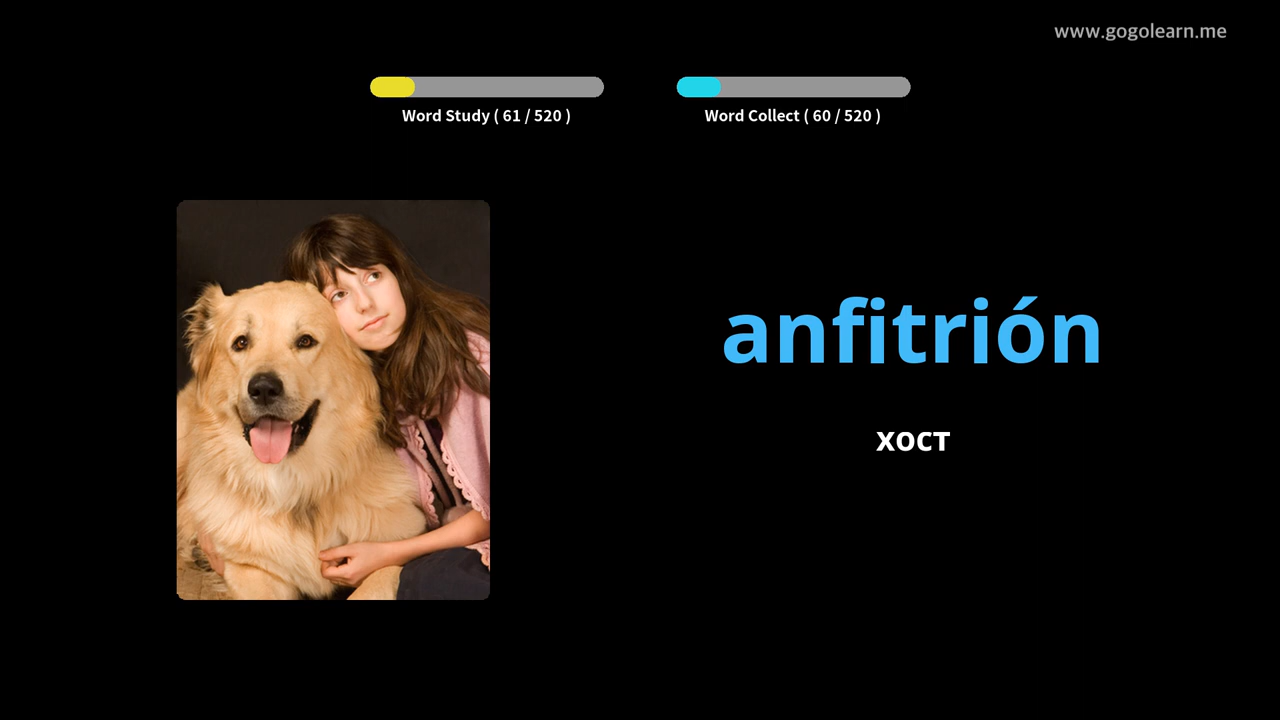 www.gogolearn.me
Word Study ( 61 / 520 )
Word Collect ( 60 / 520 )
anfitrión
хост